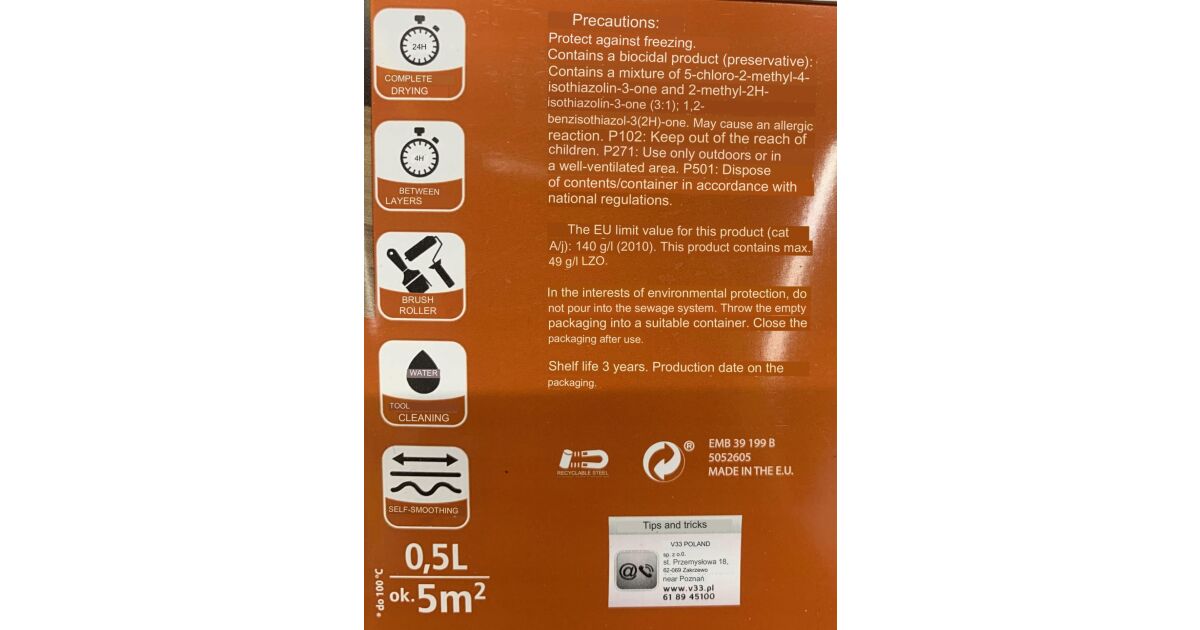 24H
COMPLETE
DRYING
4H
BETWEEN
LAYERS
BRUSH
ROLLER
WATER
TOOL
CLEANING
SELF-SMOOTHING
0,5L
ok. 5m²
* do 100 °C
Precautions:
Protect against freezing.
Contains a biocidal product (preservative):
Contains a mixture of 5-chloro-2-methyl-4-
isothiazolin-3-one and 2-methyl-2H-
isothiazolin-3-one (3:1); 1,2-
benzisothiazol-3(2H)-one. May cause an allergic
reaction. P102: Keep out of the reach of
children. P271: Use only outdoors or in
a well-ventilated area. P501: Dispose
of contents/container in accordance with
national regulations.
The EU limit value for this product (cat
A/j): 140 g/l (2010). This product contains max.
49 g/l LZO.
In the interests of environmental protection, do
not pour into the sewage system. Throw the empty
packaging into a suitable container. Close the
packaging after use.
Shelf life 3 years. Production date on the
packaging.
RECYCLABLE STEEL
®
EMB 39 199 B
5052605
MADE IN THE E.U.
Tips and tricks
V33 POLAND
sp. z o.o.
st. Przemysłowa 18,
62-069 Zakrzewo
near Poznań
www.v33.pl
61 89 45100